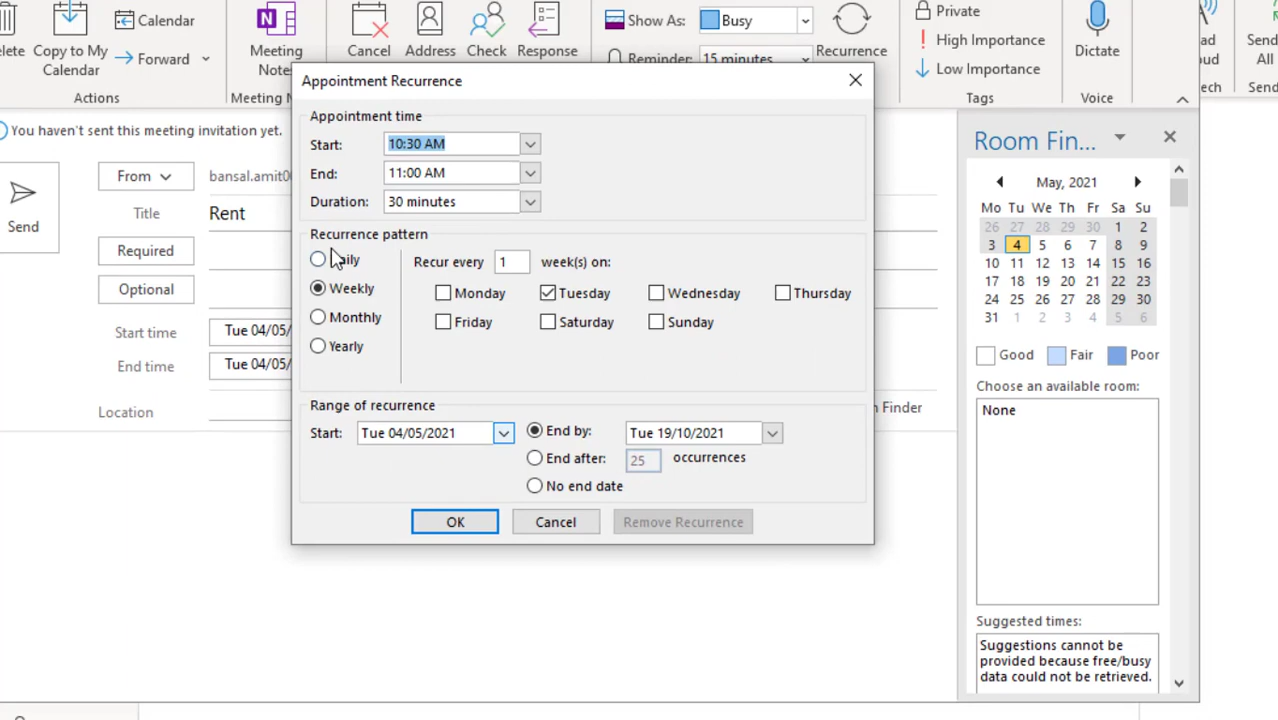 Calendar
Show As:
Busy
Private
Copy to My
Calendar
Forward
Meeting
Cancel
Address
Check
Response
Reminder:
15 minutes
Recurrence
High Importance
Low Importance
Dictate
Send
All
Actions
Tags
Voice
Appointment Recurrence
You haven't sent this meeting invitation yet.
Appointment time
Start:
10:30 AM
End:
11:00 AM
Duration:
30 minutes
Recurrence pattern
Weekly
Monthly
Yearly
Recur every
1
week(s) on:
Monday
Tuesday
Wednesday
Thursday
Friday
Saturday
Sunday
Range of recurrence
Start:
Tue 04/05/2021
End by:
Tue 19/10/2021
End after:
25
occurrences
No end date
OK
Cancel
Remove Recurrence
Send
From
Title
Rent
Required
Optional
Start time
Tue 04/05/
End time
Tue 04/05/
Location
Finder
Room Fin...
May, 2021
Mo Tu We Th Fr Sa Su
26 27 28 29 30 1 2
3 4 5 6 7 8 9
10 11 12 13 14 15 16
17 18 19 20 21 22 23
24 25 26 27 28 29 30
31 1 2 3 4 5 6
Good
Fair
Poor
Choose an available room:
None
Suggested times:
Suggestions cannot be
provided because free/busy
data could not be retrieved.